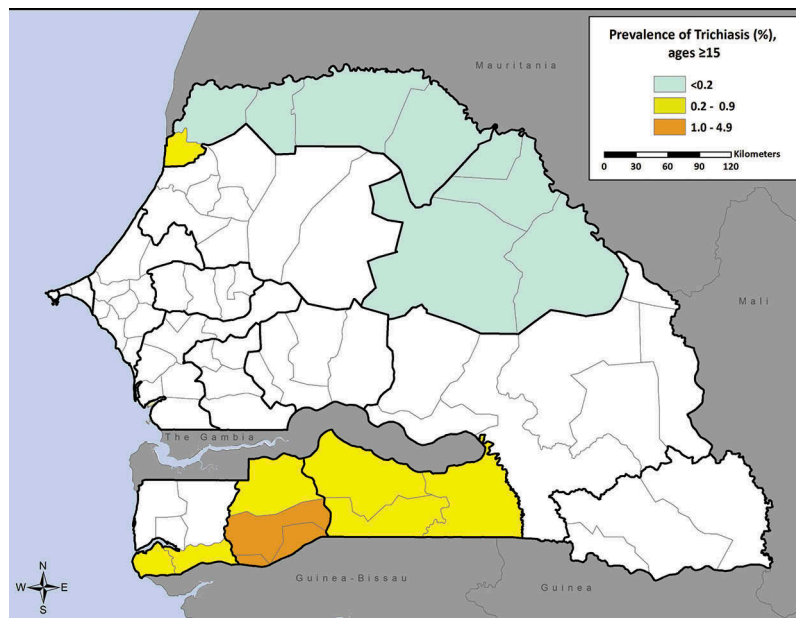 Prevalence of Trichiasis (%),
ages ≥15
<0.2
0.2 - 0.9
1.0 - 4.9
Kilometers
0 30 60 90 120
Mauritania
Mali
The Gambia
Guinea-Bissau
Guinea
N
W E
S